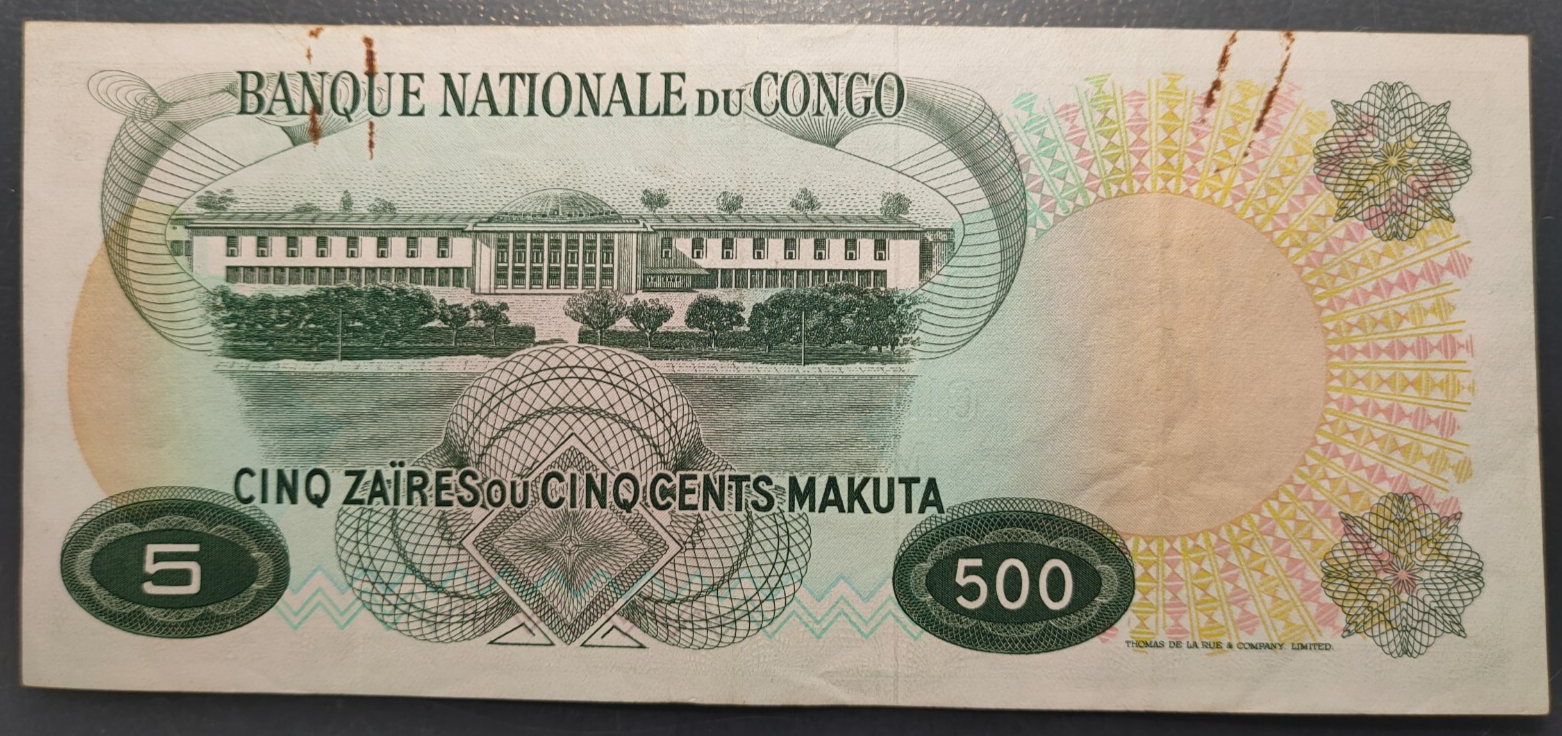 BANQUE NATIONALE DU CONGO
CINQ ZAÏRES OU CINQ CENTS MAKUTA
5
500
THOMAS DE LA RUE & COMPANY, LIMITED.